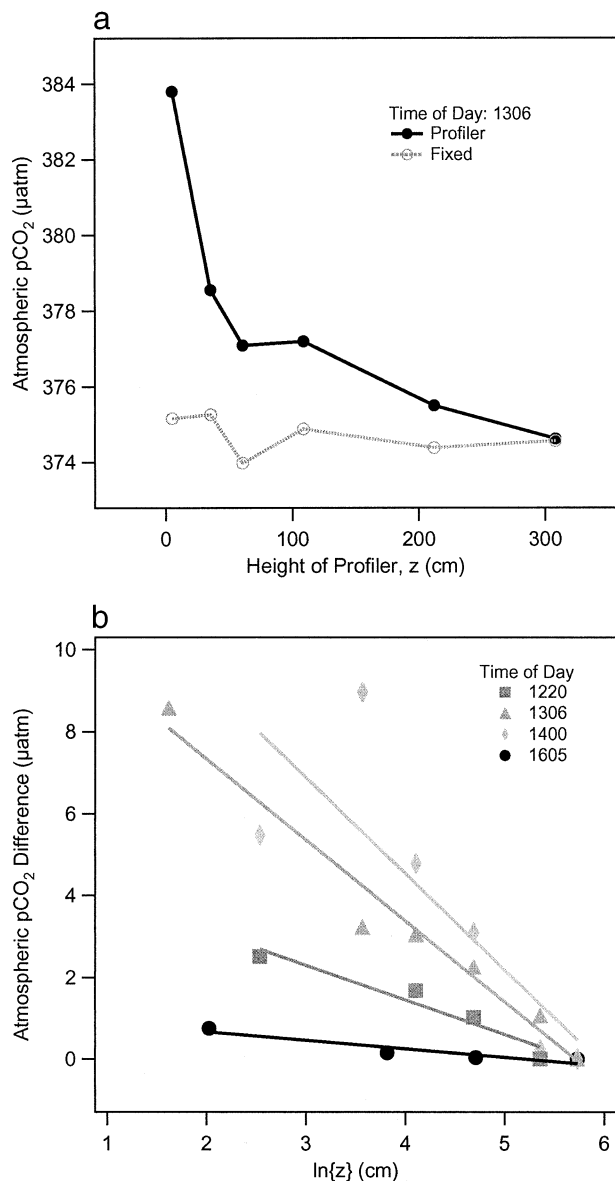 a
384
382
380
378
376
374
Atmospheric pCO₂ (µatm)
Time of Day: 1306
Profiler
Fixed
0 100 200 300
Height of Profiler, z (cm)
b
10
8
6
4
2
0
Atmospheric pCO₂ Difference (µatm)
Time of Day
1220
1306
1400
1605
1 2 3 4 5 6
ln{z} (cm)